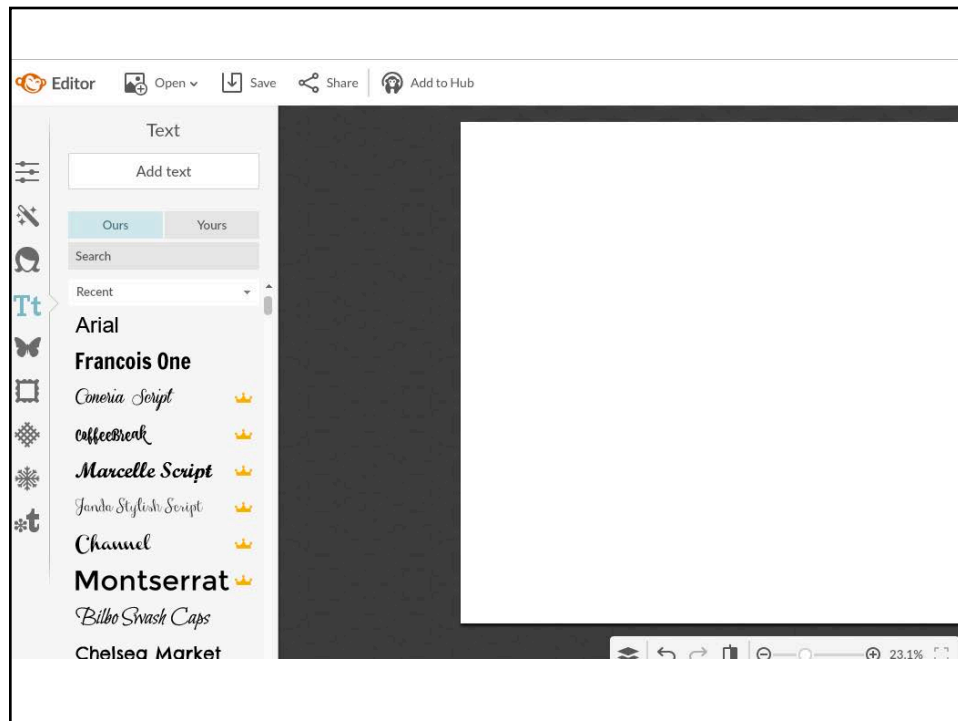 Editor Open Save Share Add to Hub
Text
Add text
Ours Yours
Search
Recent
Tt
Arial
Francois One
Coneria Script
CoffeeBreak
Marcelle Script
Janda Stylish Script
t
Channel
Montserrat
Bilbo Swash Caps
Chelsea Market
23.1%